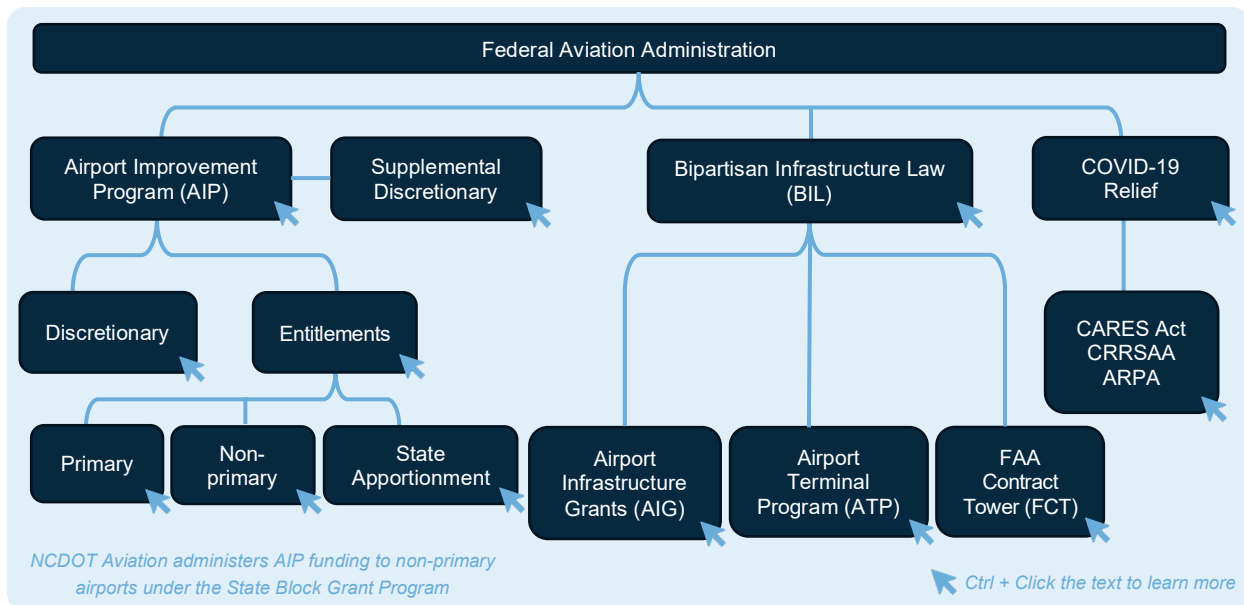 Federal Aviation Administration
Airport Improvement
Program (AIP)
Supplemental
Discretionary
Bipartisan Infrastructure Law
(BIL)
COVID-19
Relief
Discretionary
Entitlements
CARES Act
CRRSAA
ARPA
Primary
Non-
primary
State
Apportionment
Airport
Infrastructure
Grants (AIG)
Airport
Terminal
Program (ATP)
FAA
Contract
Tower (FCT)
NCDOT Aviation administers AIP funding to non-primary
airports under the State Block Grant Program
Ctrl + Click the text to learn more